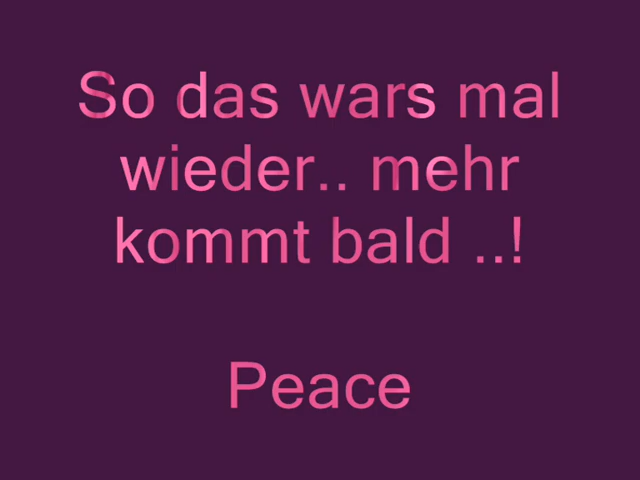 So das wars mal
wieder.. mehr
kommt bald ..!
Peace